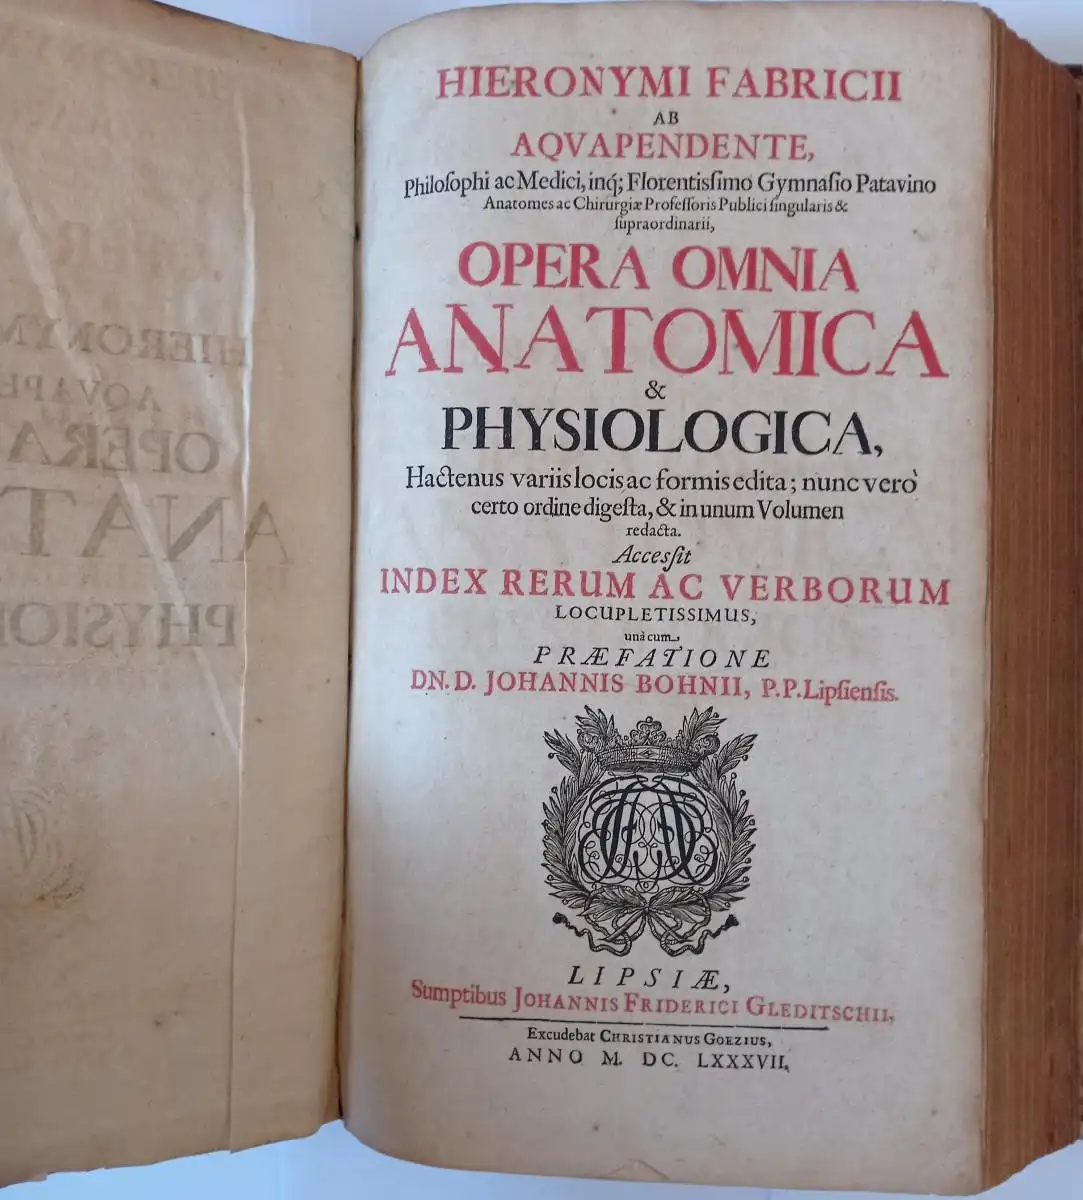 HIERONYMI FABRICII
AB
AQVAPENDENTE,
Philoſophi ac Medici, inq́; Florentiſſimo Gymnaſio Patavino
Anatomes ac Chirurgiæ Profeſſoris Publici ſingularis &
ſupraordinarii,
OPERA OMNIA
ANATOMICA
&
PHYSIOLOGICA,
Hactenus variis locis ac formis edita; nunc verò
certo ordine digeſta, & in unum Volumen
redacta.
Acceſſit
INDEX RERUM AC VERBORUM
LOCUPLETISSIMUS,
unà cum
PRÆFATIONE
DN. D. JOHANNIS BOHNII, P. P. Lipſienſis.
LIPSIÆ,
Sumptibus JOHANNIS FRIDERICI GLEDITSCHII,
Excudebat CHRISTIANUS GOEZIUS,
ANNO M. DC. LXXXVII.